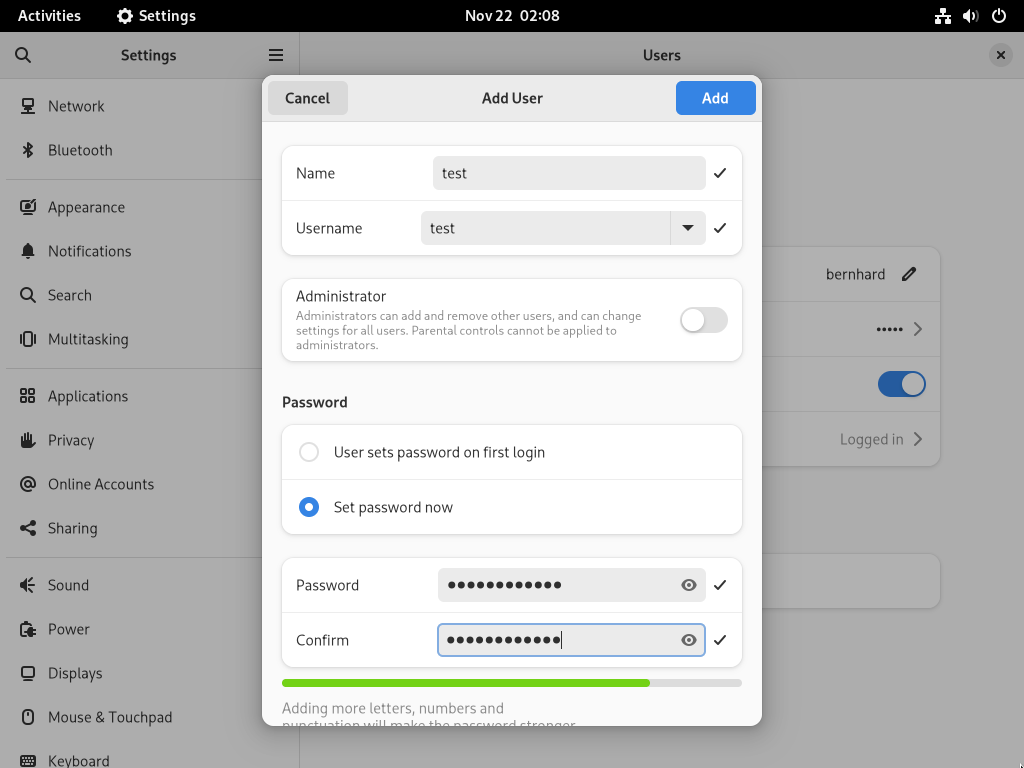 Activities Settings Nov 22 02:08
Settings Users
Cancel Add User Add
Network
Bluetooth
Appearance
Notifications
Search
Multitasking
Applications
Privacy
Online Accounts
Sharing
Sound
Power
Displays
Mouse & Touchpad
Keyboard
Name test
Username test
Administrator
Administrators can add and remove other users, and can change
settings for all users. Parental controls cannot be applied to
administrators.
Password
User sets password on first login
Set password now
Password ●●●●●●●●●●●●
Confirm ●●●●●●●●●●●●
Adding more letters, numbers and
punctuation will make the password stronger.
bernhard
•••••
Logged in